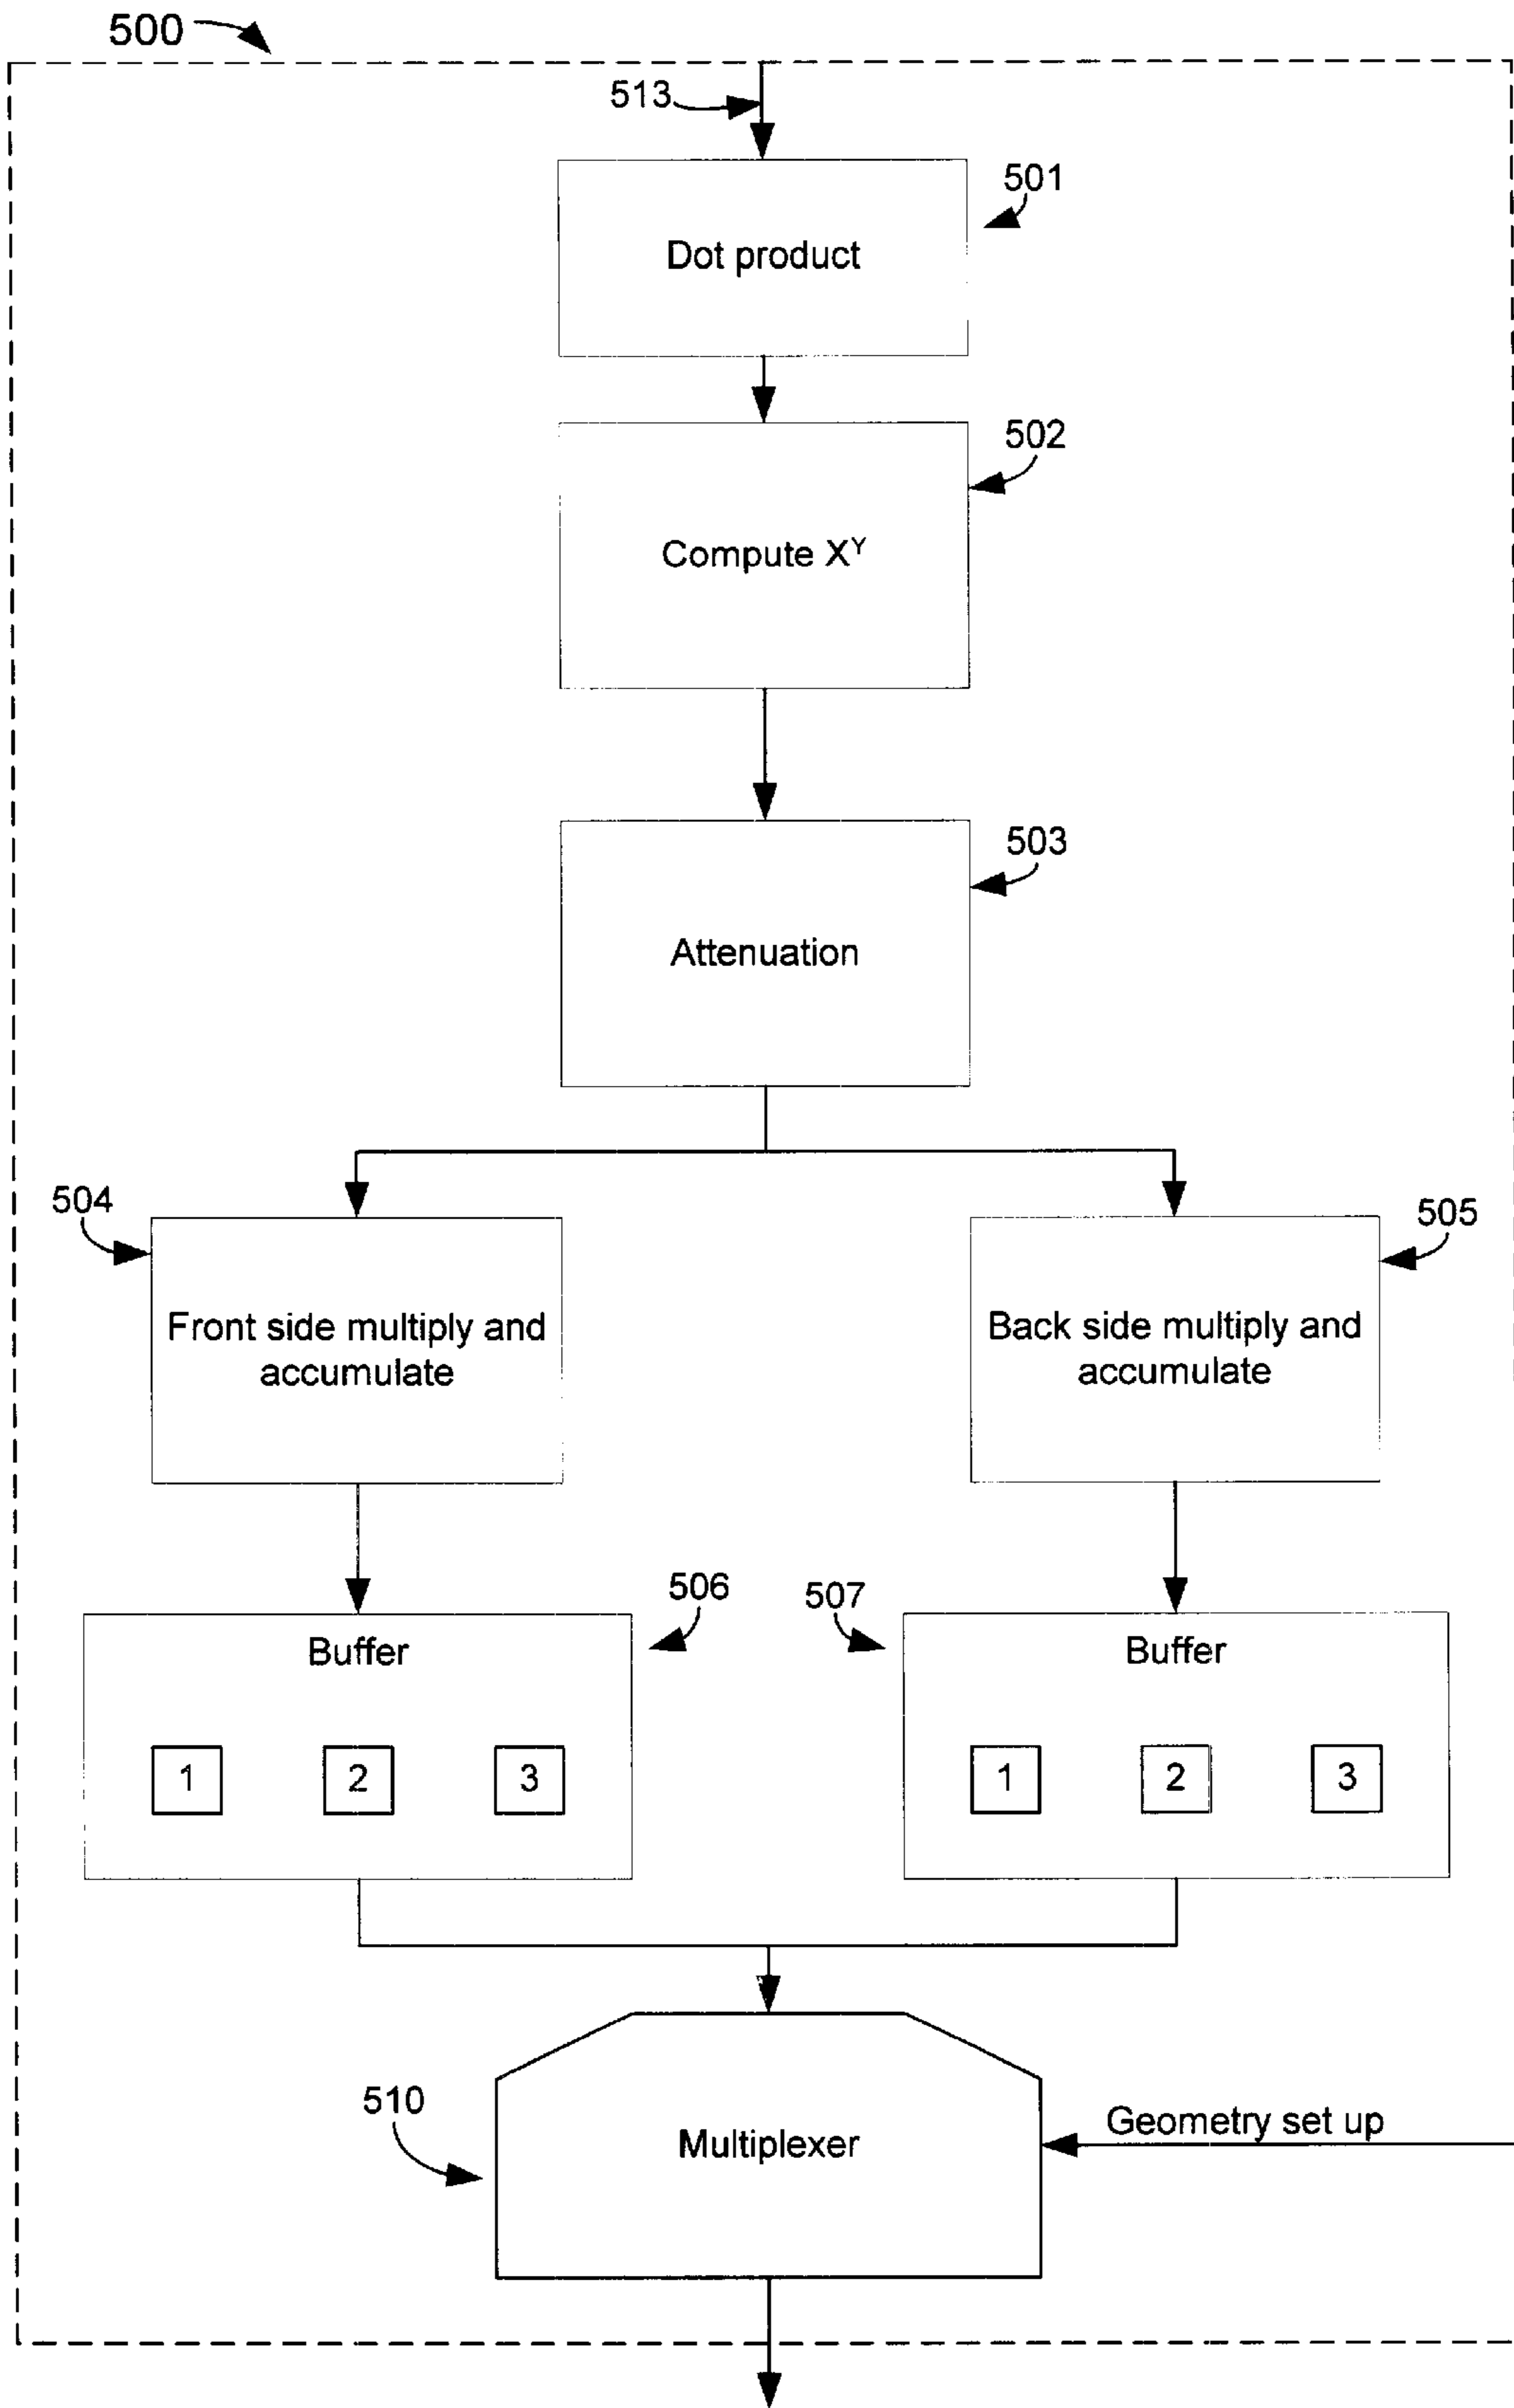 500
513
501
Dot product
502
Compute X^Y
503
Attenuation
504
505
Front side multiply and
accumulate
Back side multiply and
accumulate
506
507
Buffer
1 2 3
Buffer
1 2 3
510
Multiplexer
Geometry set up